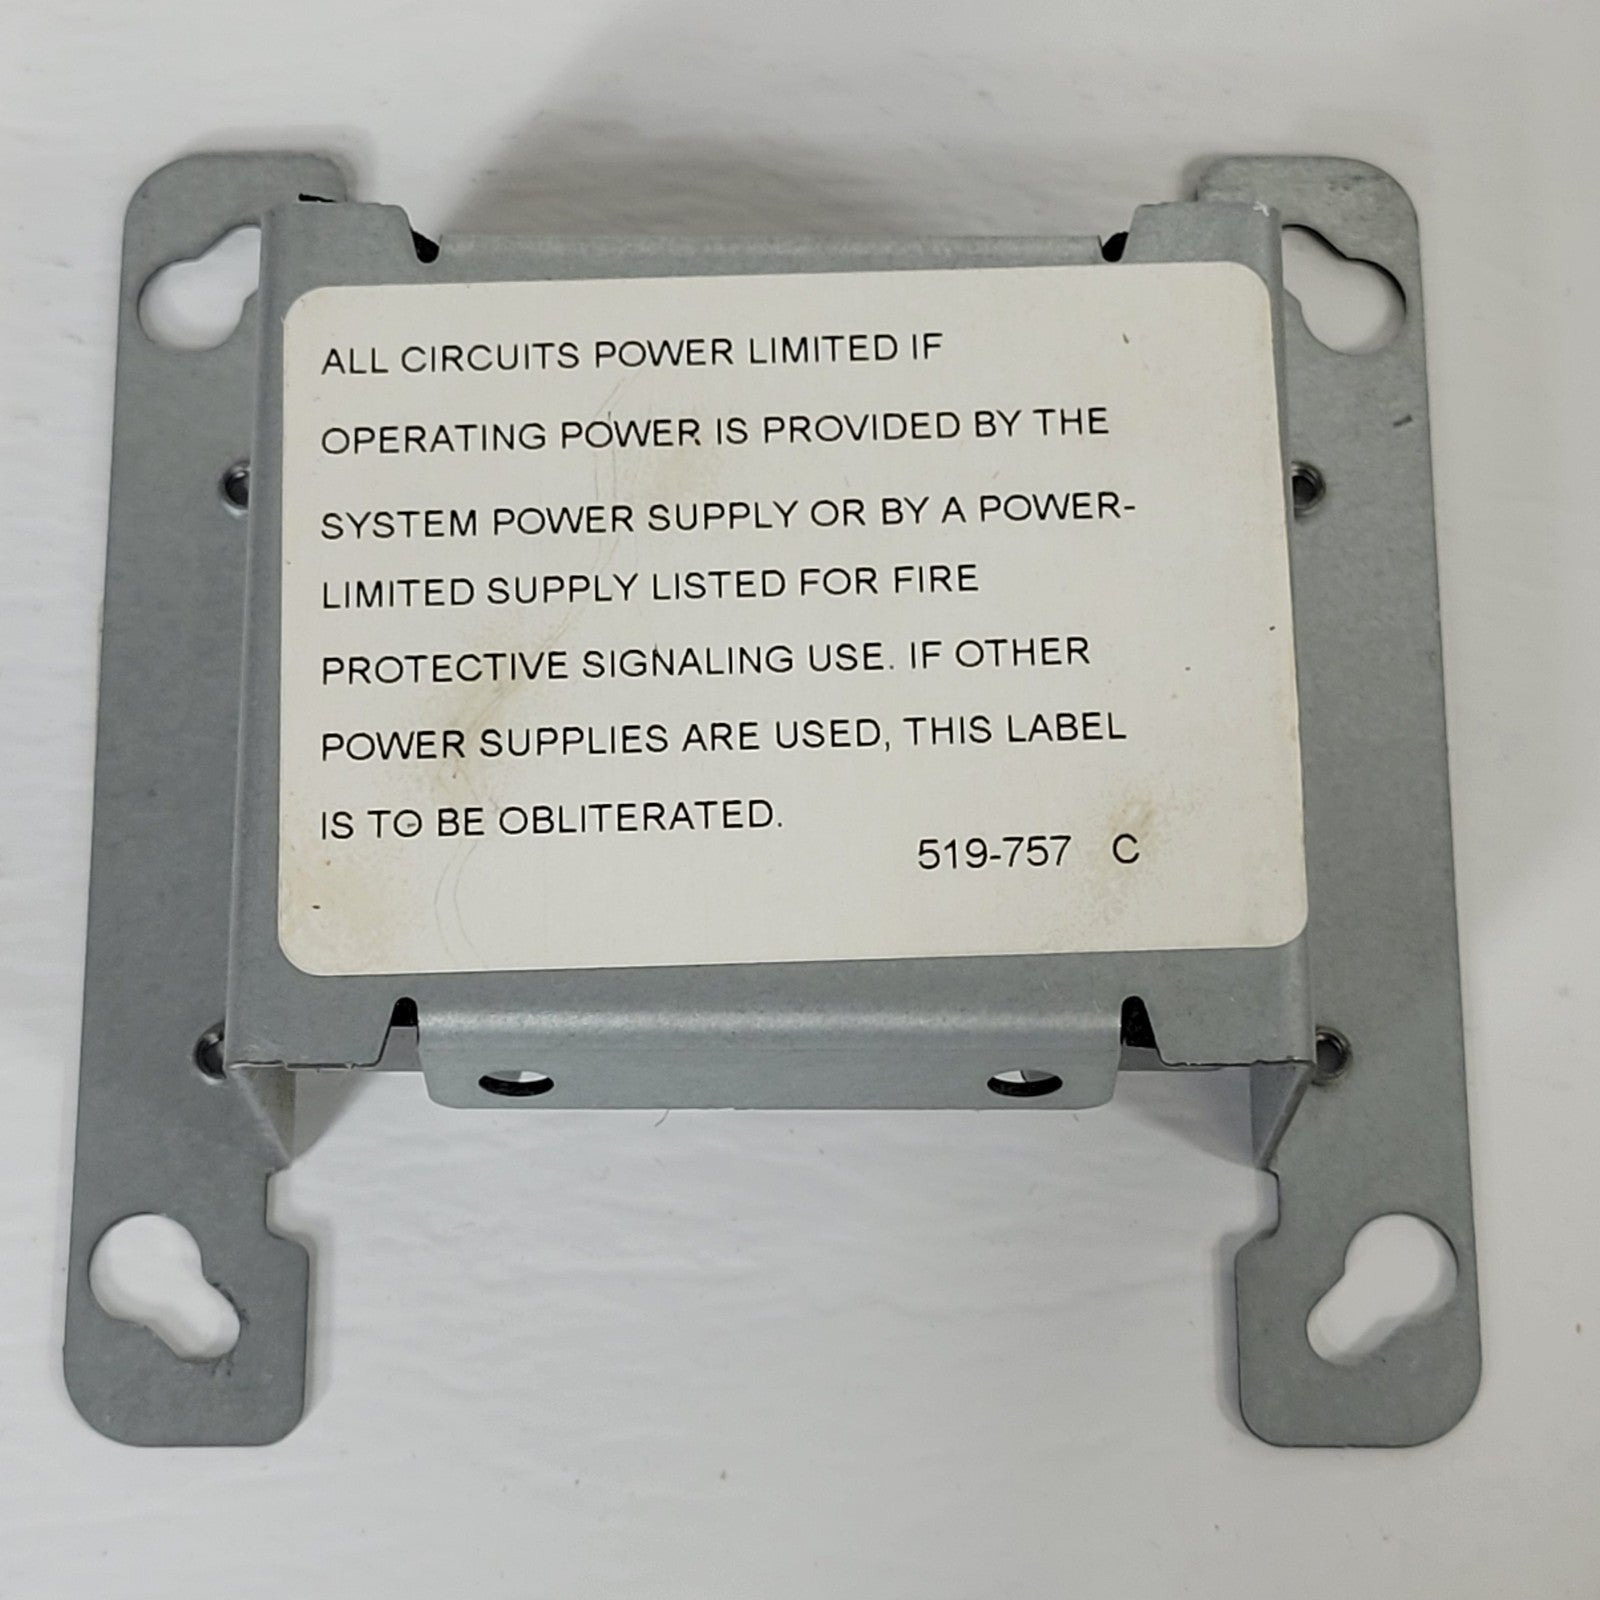 ALL CIRCUITS POWER LIMITED IF
OPERATING POWER IS PROVIDED BY THE
SYSTEM POWER SUPPLY OR BY A POWER-
LIMITED SUPPLY LISTED FOR FIRE
PROTECTIVE SIGNALING USE. IF OTHER
POWER SUPPLIES ARE USED, THIS LABEL
IS TO BE OBLITERATED.
519-757 C